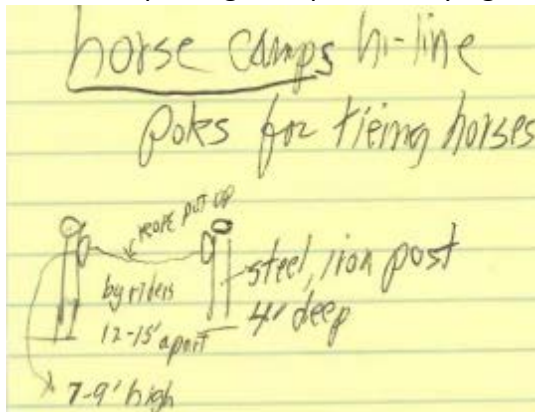 horse camps hi-line
Poles for tieing horses
rope put up
by riders
12-15' apart
steel, iron post
4' deep
7-9' high